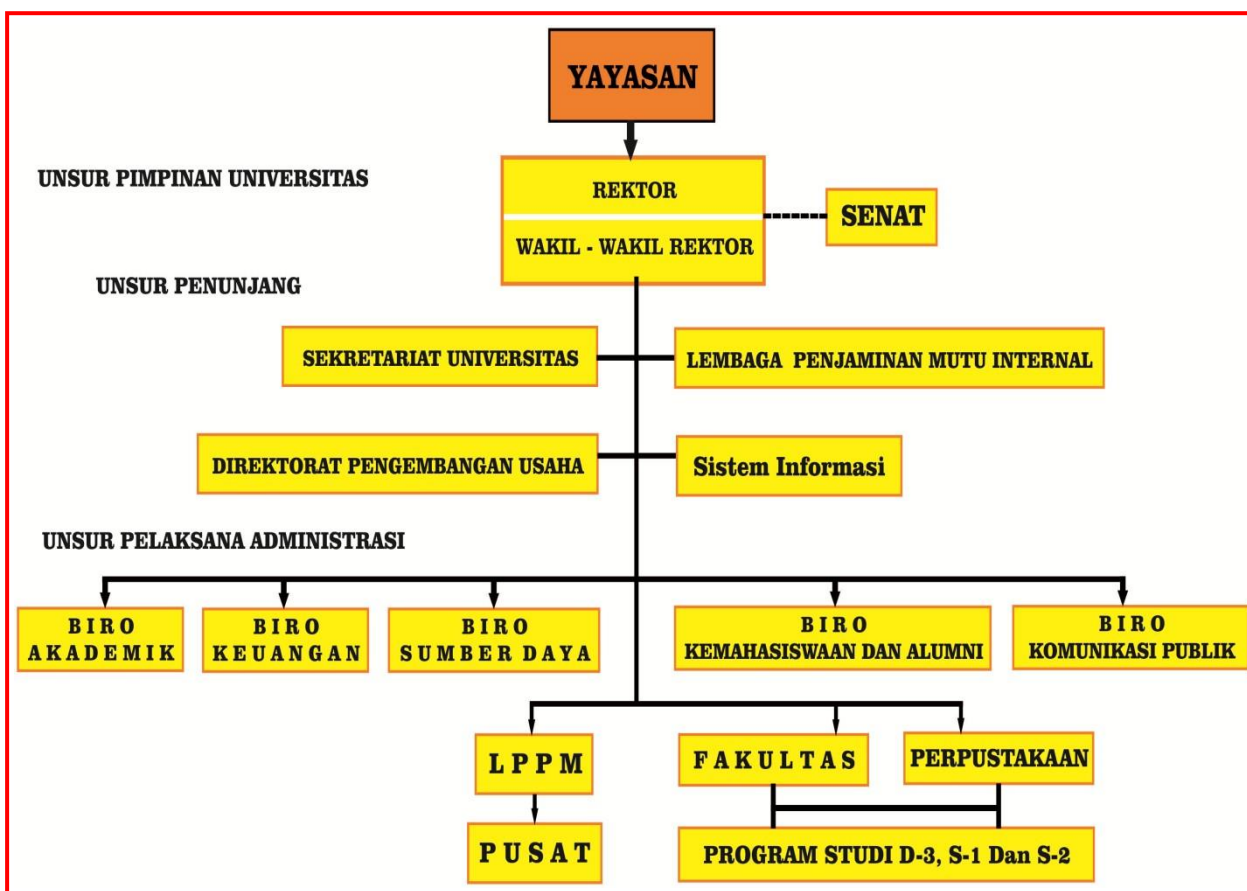 YAYASAN
UNSUR PIMPINAN UNIVERSITAS
REKTOR
SENAT
WAKIL - WAKIL REKTOR
UNSUR PENUNJANG
SEKRETARIAT UNIVERSITAS
LEMBAGA PENJAMINAN MUTU INTERNAL
DIREKTORAT PENGEMBANGAN USAHA
Sistem Informasi
UNSUR PELAKSANA ADMINISTRASI
BIRO
AKADEMIK
BIRO
KEUANGAN
BIRO
SUMBER DAYA
BIRO
KEMAHASISWAAN DAN ALUMNI
BIRO
KOMUNIKASI PUBLIK
LPPM
FAKULTAS
PERPUSTAKAAN
PUSAT
PROGRAM STUDI D-3, S-1 Dan S-2